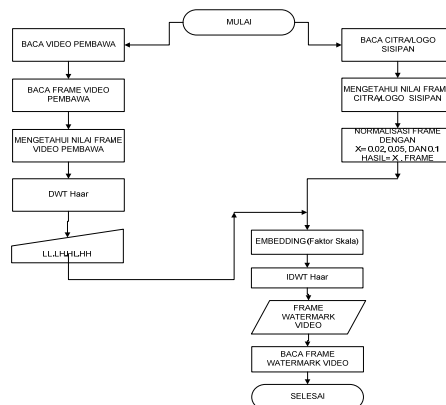 MULAI
BACA VIDEO PEMBAWA
BACA FRAME VIDEO
PEMBAWA
MENGETAHUI NILAI FRAME
VIDEO PEMBAWA
DWT Haar
LL,LH,HL,HH
BACA CITRA/LOGO
SISIPAN
MENGETAHUI NILAI FRAME
CITRA/LOGO SISIPAN
NORMALISASI FRAME
DENGAN
X= 0.02, 0.05, DAN 0.1
HASIL= X . FRAME
EMBEDDING (Faktor Skala)
IDWT Haar
FRAME
WATERMARK
VIDEO
BACA FRAME
WATERMARK VIDEO
SELESAI